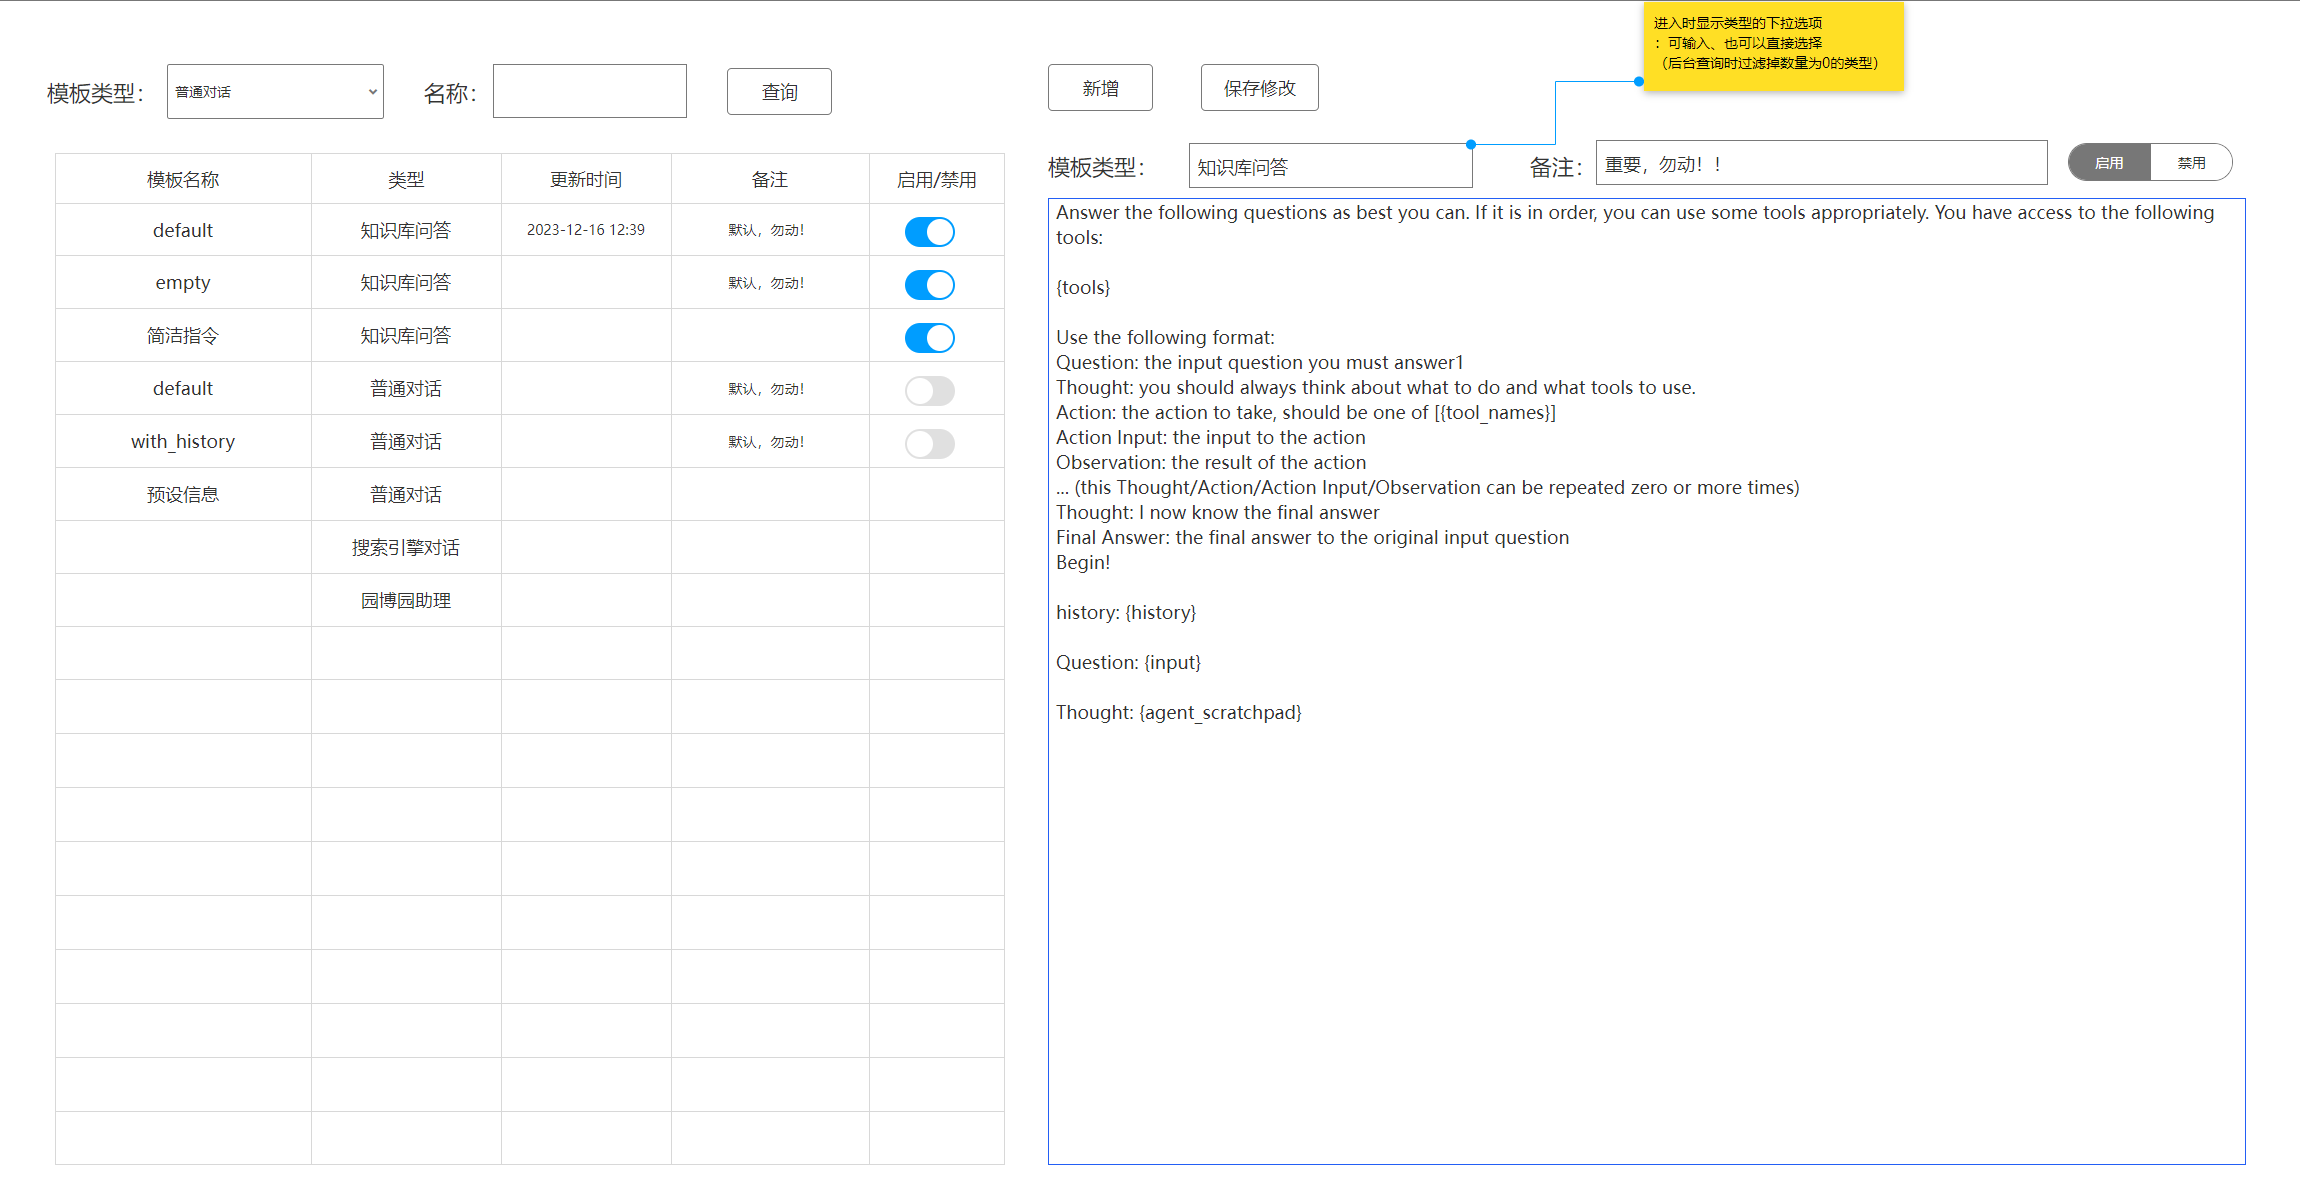 进入时显示类型的下拉选项
：可输入、也可以直接选择
（后台查询时过滤掉数量为0的类型）
模板类型： 普通对话 名称： 查询
新增 保存修改
模板类型： 知识库问答 备注： 重要，勿动！！ 启用 禁用
模板名称 类型 更新时间 备注 启用/禁用
default 知识库问答 2023-12-16 12:39 默认，勿动！
empty 知识库问答 默认，勿动！
简洁指令 知识库问答
default 普通对话 默认，勿动！
with_history 普通对话 默认，勿动！
预设信息 普通对话
搜索引擎对话
园博园助理
Answer the following questions as best you can. If it is in order, you can use some tools appropriately. You have access to the following
tools:
{tools}
Use the following format:
Question: the input question you must answer1
Thought: you should always think about what to do and what tools to use.
Action: the action to take, should be one of [{tool_names}]
Action Input: the input to the action
Observation: the result of the action
... (this Thought/Action/Action Input/Observation can be repeated zero or more times)
Thought: I now know the final answer
Final Answer: the final answer to the original input question
Begin!
history: {history}
Question: {input}
Thought: {agent_scratchpad}